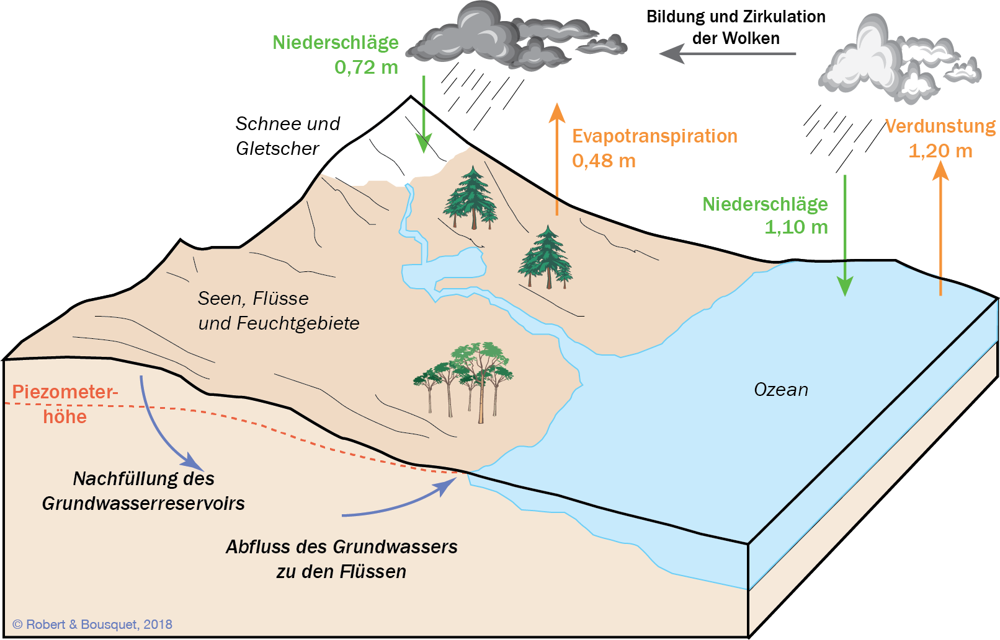 Bildung und Zirkulation
der Wolken
Niederschläge
0,72 m
Schnee und
Gletscher
Evapotranspiration
0,48 m
Verdunstung
1,20 m
Niederschläge
1,10 m
Seen, Flüsse
und Feuchtgebiete
Ozean
Piezometer-
höhe
Nachfüllung des
Grundwasserreservoirs
Abfluss des Grundwassers
zu den Flüssen
© Robert & Bousquet, 2018